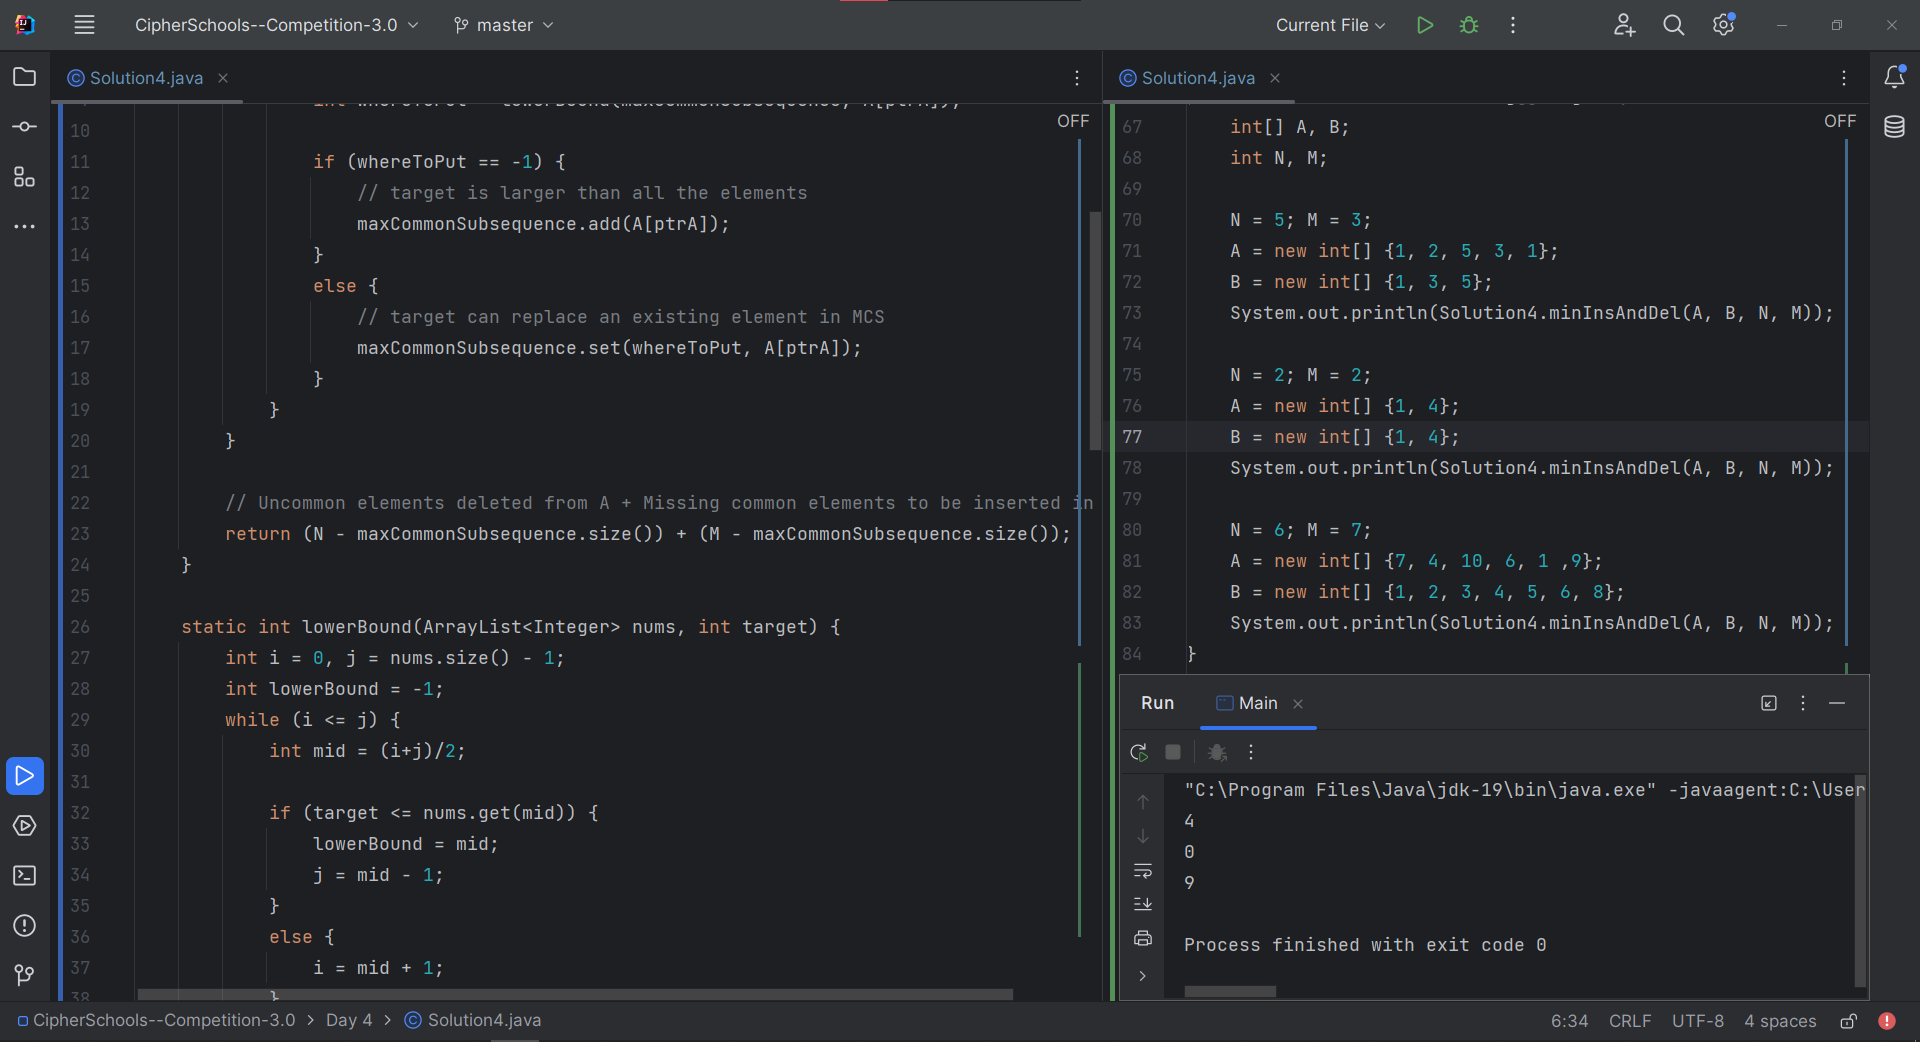 CipherSchools--Competition-3.0
master
Current File
Solution4.java
OFF
10
11 if (whereToPut == -1) {
12 // target is larger than all the elements
13 maxCommonSubsequence.add(A[ptrA]);
14 }
15 else {
16 // target can replace an existing element in MCS
17 maxCommonSubsequence.set(whereToPut, A[ptrA]);
18 }
19 }
20 }
21
22 // Uncommon elements deleted from A + Missing common elements to be inserted in
23 return (N - maxCommonSubsequence.size()) + (M - maxCommonSubsequence.size());
24 }
25
26 static int lowerBound(ArrayList<Integer> nums, int target) {
27 int i = 0, j = nums.size() - 1;
28 int lowerBound = -1;
29 while (i <= j) {
30 int mid = (i+j)/2;
31
32 if (target <= nums.get(mid)) {
33 lowerBound = mid;
34 j = mid - 1;
35 }
36 else {
37 i = mid + 1;
38 }
Solution4.java
OFF
67 int[] A, B;
68 int N, M;
69
70 N = 5; M = 3;
71 A = new int[] {1, 2, 5, 3, 1};
72 B = new int[] {1, 3, 5};
73 System.out.println(Solution4.minInsAndDel(A, B, N, M));
74
75 N = 2; M = 2;
76 A = new int[] {1, 4};
77 B = new int[] {1, 4};
78 System.out.println(Solution4.minInsAndDel(A, B, N, M));
79
80 N = 6; M = 7;
81 A = new int[] {7, 4, 10, 6, 1 ,9};
82 B = new int[] {1, 2, 3, 4, 5, 6, 8};
83 System.out.println(Solution4.minInsAndDel(A, B, N, M));
84 }
Run
Main
"C:\Program Files\Java\jdk-19\bin\java.exe" -javaagent:C:\User
4
0
9
Process finished with exit code 0
CipherSchools--Competition-3.0 > Day 4 > Solution4.java
6:34 CRLF UTF-8 4 spaces